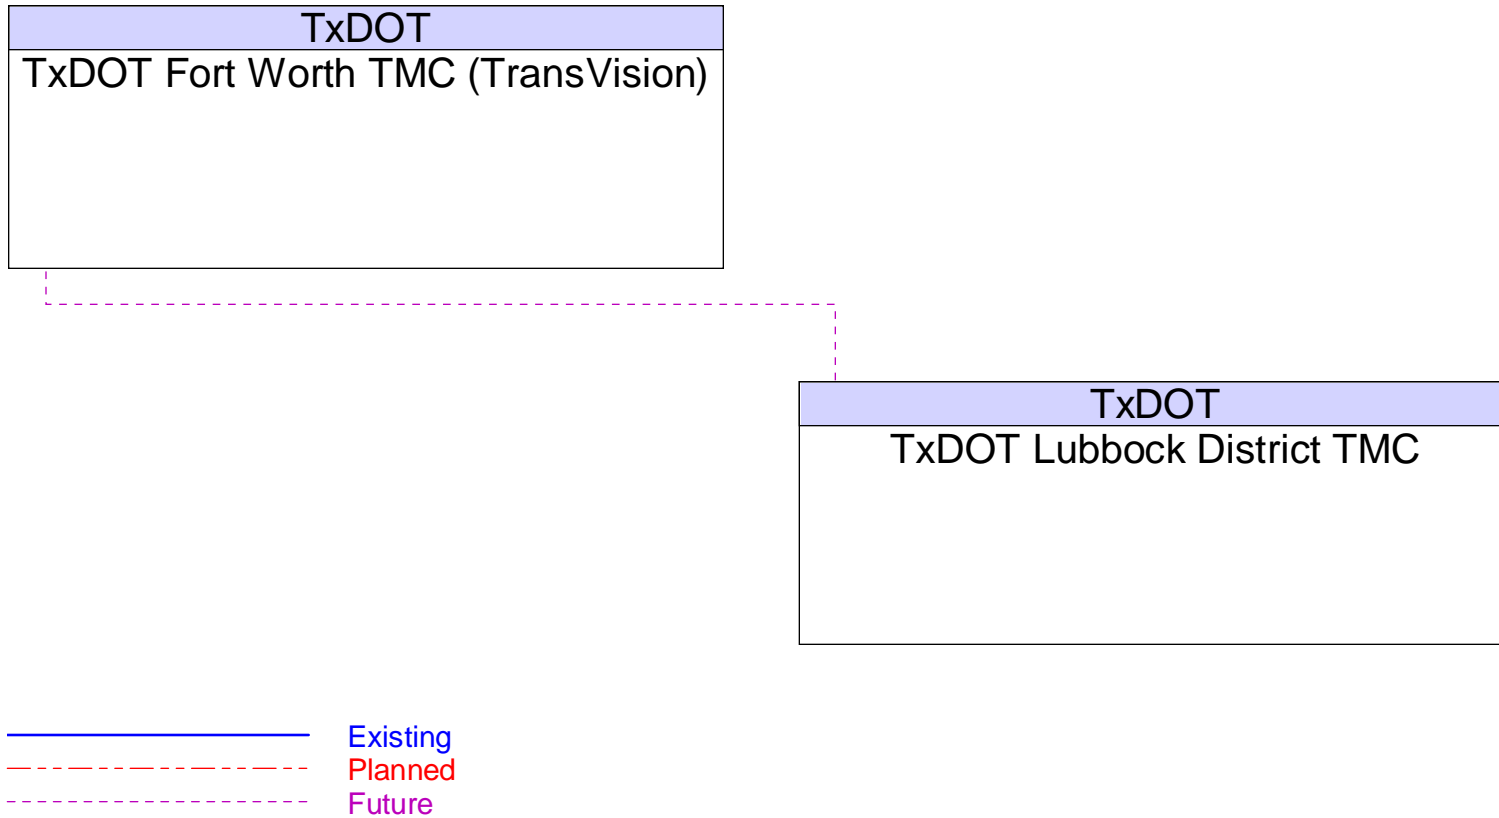 TxDOT
TxDOT Fort Worth TMC (TransVision)
TxDOT
TxDOT Lubbock District TMC
Existing
Planned
Future